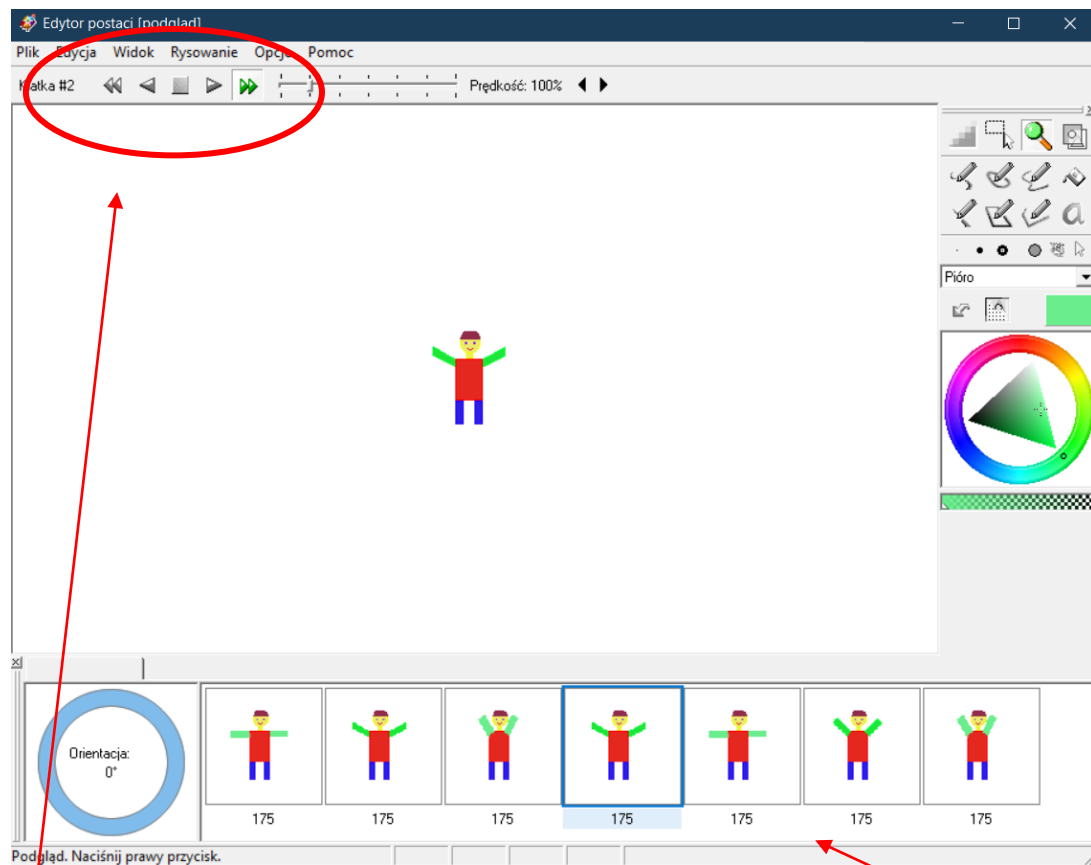 Edytor postaci [podgląd]
Plik Edycja Widok Rysowanie Opcje Pomoc
Klatka #2 Prędkość: 100%
Pióro
Orientacja:
0°
175 175 175 175 175 175 175
Podgląd. Naciśnij prawy przycisk.